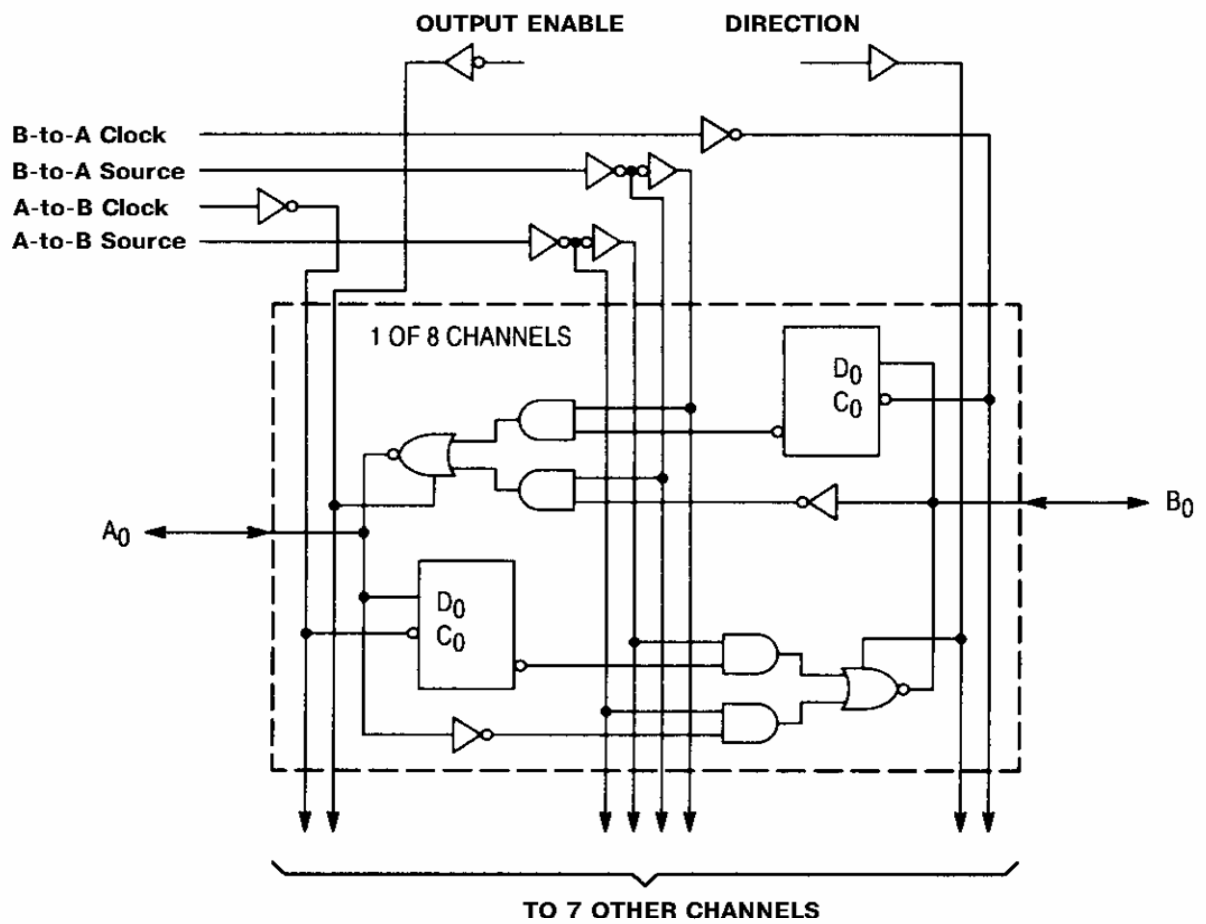 OUTPUT ENABLE
DIRECTION
B-to-A Clock
B-to-A Source
A-to-B Clock
A-to-B Source
1 OF 8 CHANNELS
D0
C0
A0
B0
D0
C0
TO 7 OTHER CHANNELS